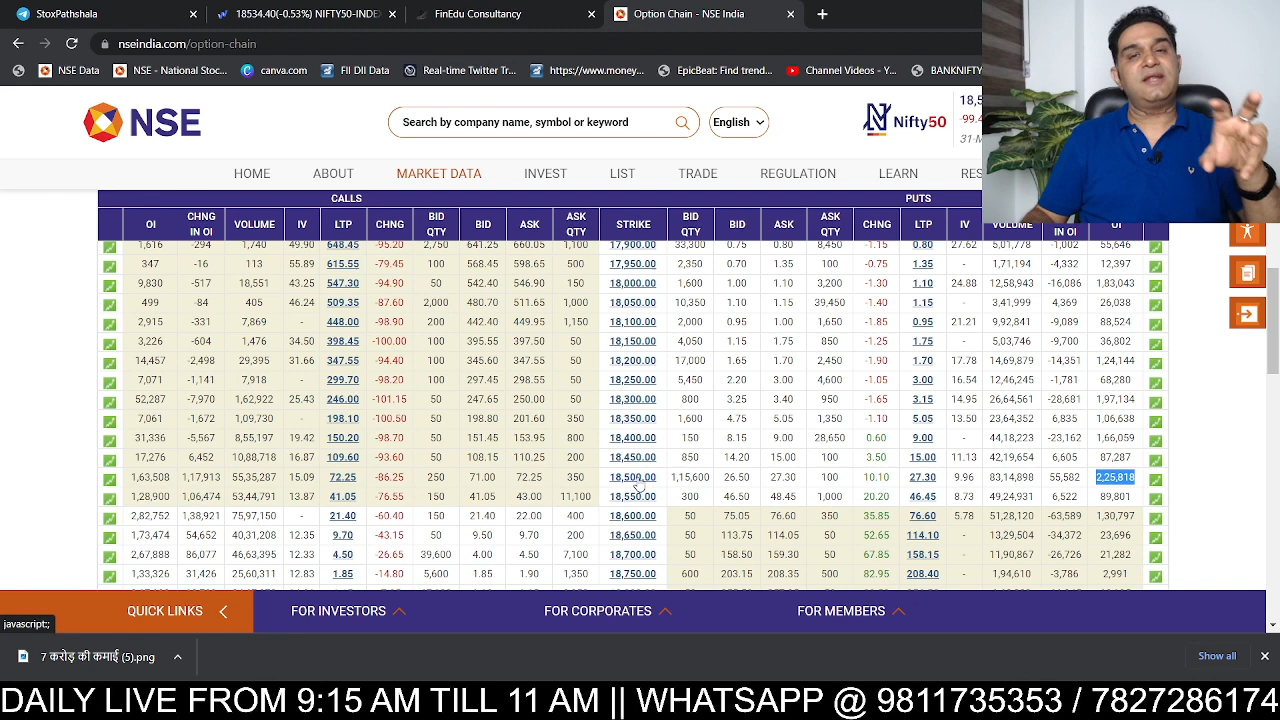 StoxPathshala
18534.40(-0.53%) NIFTY50-INDE
FinEdu Consultancy
Option Chain - NSE India
nseindia.com/option-chain
NSE Data
NSE - National Stoc...
canva.com
FII DII Data
Real time Twitter Tr...
https://www.money...
EpicBeat: Find trend...
Channel Videos - Y...
BANKNIFTY
NSE
Search by company name, symbol or keyword
English
Nifty50
18,5
-99.4
31-M
HOME ABOUT MARKET DATA INVEST LIST TRADE REGULATION LEARN RES
CALLS PUTS
OI CHNG IN OI VOLUME IV LTP CHNG BID QTY BID ASK ASK QTY STRIKE BID QTY BID ASK ASK QTY CHNG LTP IV VOLUME IN OI OI
1,616 -294 1,740 49.90 648.45 -95.20 2,750 641.25 660.05 1,100 17,900.00 33,300 0.75 0.80 8,450 -1.15 0.80 27.62 5,01,778 -1,002 55,646
347 -16 113 55.89 615.55 -79.45 100 568.45 598.65 500 17,950.00 2,350 0.70 1.35 100 -0.75 1.35 - 1,71,194 -4,332 12,397
9,830 -517 18,551 43.25 547.30 -94.90 50 542.40 546.90 150 18,000.00 1,600 1.00 1.10 3,200 -1.30 1.10 24.88 12,58,943 -16,086 1,83,043
499 -84 405 46.24 509.35 -87.60 2,000 480.70 511.65 1,000 18,050.00 10,350 1.10 1.15 39,450 -1.40 1.15 - 3,41,999 4,369 26,038
2,915 -331 7,869 - 448.00 -98.90 200 442.40 449.95 1,150 18,100.00 2,000 0.95 1.00 1,650 -1.85 0.95 21.21 9,92,841 -9,089 88,524
3,226 -604 1,476 34.50 398.45 -100.00 100 395.55 397.50 50 18,150.00 4,050 1.15 1.75 850 -1.25 1.75 - 5,03,746 -9,700 36,802
14,457 -2,498 29,395 31.66 347.55 -94.40 100 345.60 347.55 50 18,200.00 17,000 1.65 1.70 2,450 -1.90 1.70 17.78 14,69,879 -14,351 1,24,144
7,071 -1,141 7,918 - 299.70 -98.20 100 297.45 298.55 50 18,250.00 5,450 2.20 3.00 4,600 -1.05 3.00 16.54 12,46,245 -1,781 68,280
52,287 -7,970 1,62,922 25.43 246.00 -101.15 50 247.65 250.00 50 18,300.00 800 3.25 3.40 950 -1.65 3.15 14.95 26,64,561 -28,681 1,97,134
7,061 -1,672 1,09,730 - 198.10 -100.50 50 198.80 201.60 350 18,350.00 1,600 4.75 5.05 350 -1.10 5.05 13.50 23,64,352 6,835 1,06,638
31,336 -5,567 8,55,197 19.42 150.20 -98.70 50 151.45 153.95 800 18,400.00 150 8.15 9.00 28,650 0.60 9.00 - 44,18,223 -23,162 1,66,059
17,276 6,452 10,88,718 16.87 109.60 -93.60 50 108.15 110.25 200 18,450.00 850 14.20 15.00 100 3.50 15.00 11.13 42,19,654 6,105 87,287
1,63,508 1,17,913 55,35,287 15.09 72.25 -86.25 50 71.00 72.25 350 18,500.00 1,15,600 26.50 27.30 100 10.10 27.30 9.96 83,14,898 55,582 2,25,818
1,28,900 1,06,474 53,44,791 13.87 41.05 -76.55 50 41.05 43.00 11,100 18,550.00 300 46.50 48.45 1,000 20.20 46.45 8.73 49,24,931 6,522 89,801
2,82,752 1,38,921 75,97,150 - 21.40 -60.40 150 21.40 22.00 400 18,600.00 50 75.05 76.60 350 35.85 76.60 5.78 51,28,120 -63,589 1,30,797
1,73,474 54,652 40,31,208 12.35 9.70 -43.15 50 9.50 9.70 200 18,650.00 50 113.75 114.05 50 52.65 114.10 - 13,29,504 -34,372 23,696
2,67,888 86,077 46,63,395 12.33 4.50 -26.65 39,600 4.00 4.50 7,100 18,700.00 50 158.50 159.30 50 67.85 158.15 - 11,90,867 -26,726 21,282
1,33,326 31,426 25,60,311 12.83 1.85 -14.80 5,600 1.85 1.90 1,350 18,750.00 600 203.15 208.35 600 208.40 - 1,94,610 -3,786 2,991
QUICK LINKS FOR INVESTORS FOR CORPORATES FOR MEMBERS
javascript:;
7 करोड़ की कमाई (5).png
Show all
DAILY LIVE FROM 9:15 AM TILL 11 AM || WHATSAPP @ 9811735353 / 7827286174